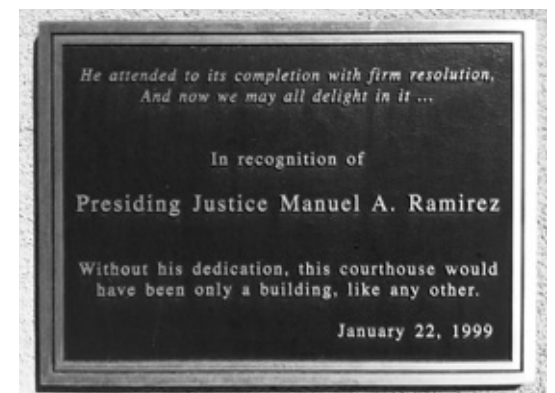 He attended to its completion with firm resolution,
And now we may all delight in it ...
In recognition of
Presiding Justice Manuel A. Ramirez
Without his dedication, this courthouse would
have been only a building, like any other.
January 22, 1999